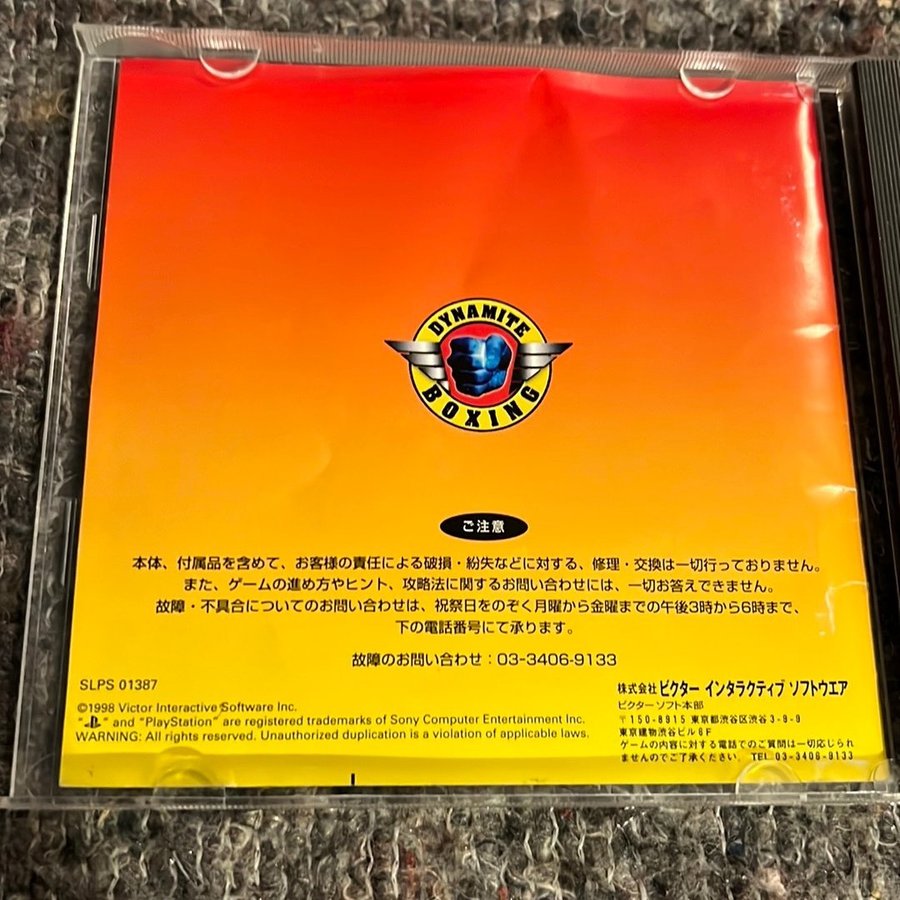 DYNAMITE
BOXING
ご注意
本体、付属品を含めて、お客様の責任による破損・紛失などに対する、修理・交換は一切行っておりません。
また、ゲームの進め方やヒント、攻略法に関するお問い合わせには、一切お答えできません。
故障・不具合についてのお問い合わせは、祝祭日をのぞく月曜から金曜までの午後3時から6時まで、
下の電話番号にて承ります。
故障のお問い合わせ：03-3406-9133
SLPS 01387
©1998 Victor Interactive Software Inc.
" " and "PlayStation" are registered trademarks of Sony Computer Entertainment Inc.
WARNING: All rights reserved. Unauthorized duplication is a violation of applicable laws.
株式会社 ビクター インタラクティブ ソフトウエア
ビクターソフト本部
〒150-8915 東京都渋谷区渋谷3-9-9
東京建物渋谷ビル6F
ゲームの内容に対する電話でのご質問は一切応じられ
ませんのでご了承ください。 TEL 03-3406-9133